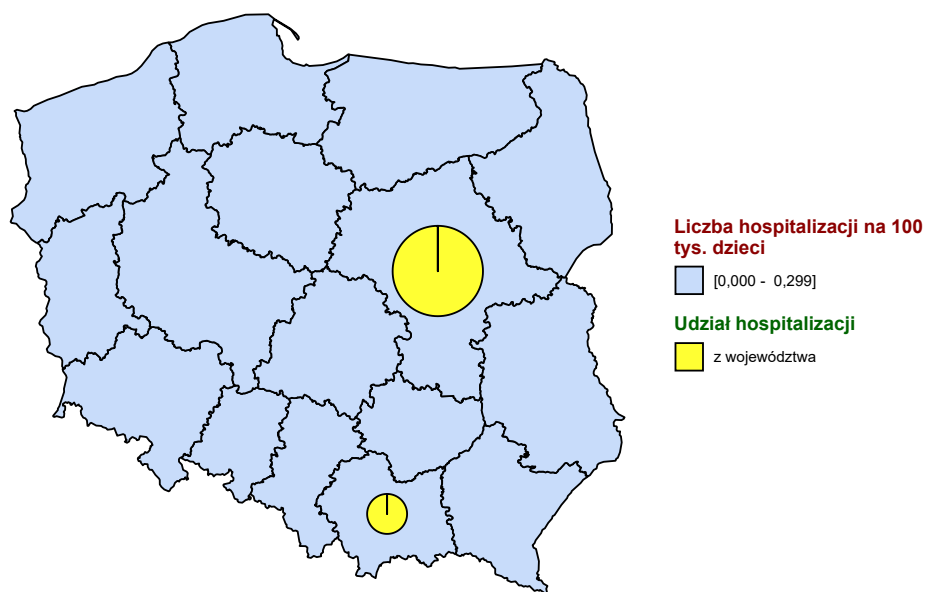 Liczba hospitalizacji na 100
tys. dzieci
[0,000 - 0,299]
Udział hospitalizacji
z województwa